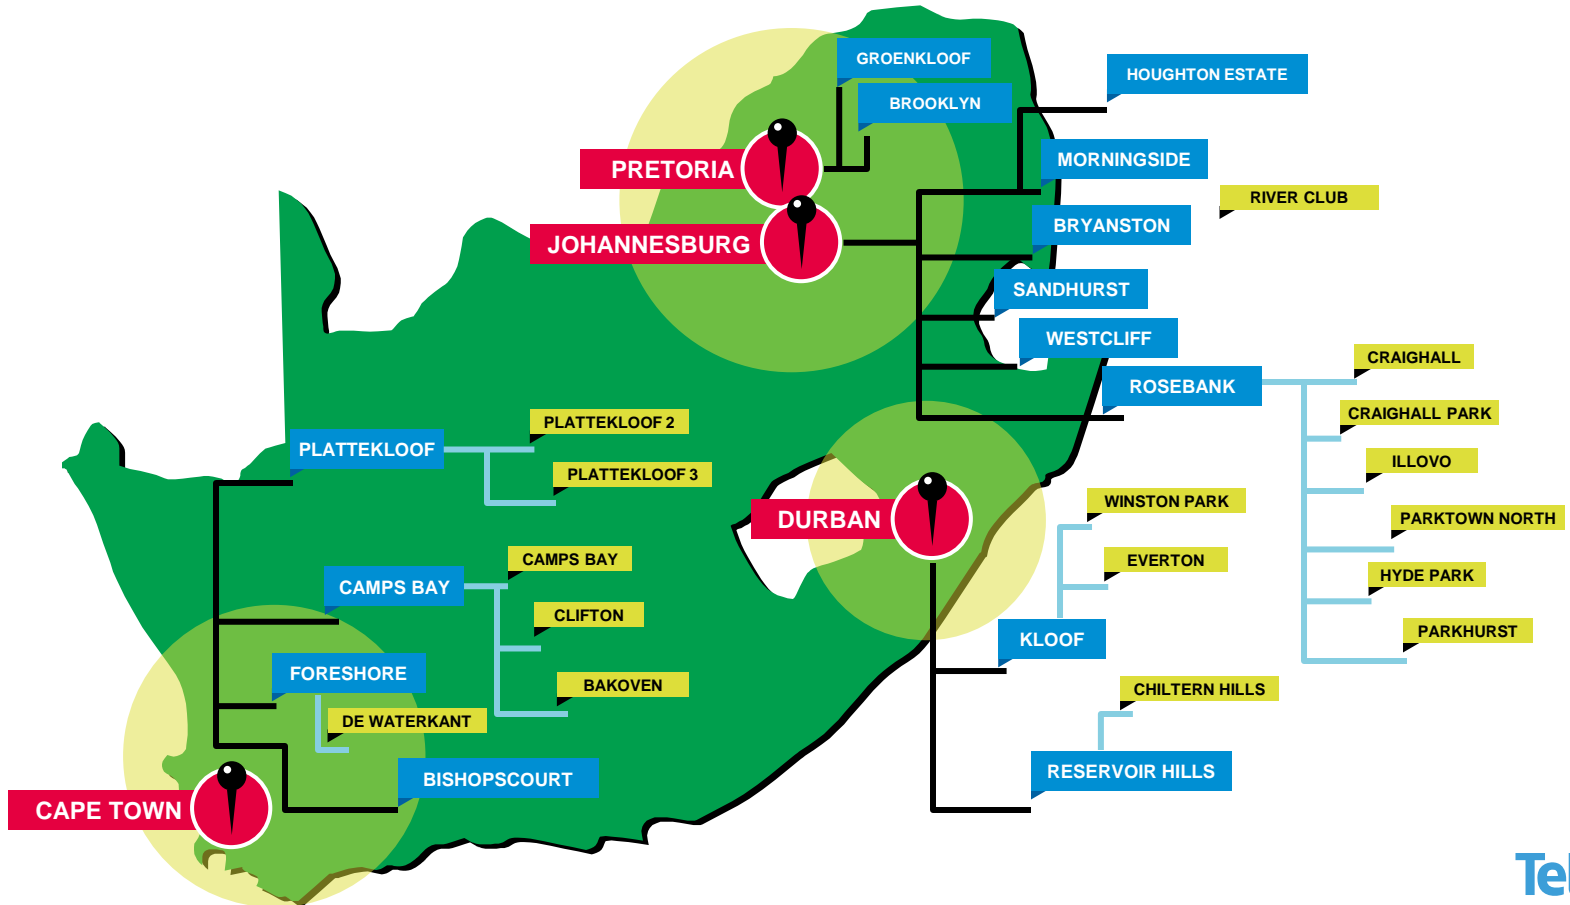 GROENKLOOF
BROOKLYN
HOUGHTON ESTATE
PRETORIA
MORNINGSIDE
RIVER CLUB
BRYANSTON
JOHANNESBURG
SANDHURST
WESTCLIFF
ROSEBANK
CRAIGHALL
CRAIGHALL PARK
ILLOVO
PARKTOWN NORTH
HYDE PARK
PARKHURST
PLATTEKLOOF
PLATTEKLOOF 2
PLATTEKLOOF 3
DURBAN
WINSTON PARK
EVERTON
KLOOF
CHILTERN HILLS
RESERVOIR HILLS
CAMPS BAY
CAMPS BAY
CLIFTON
BAKOVEN
FORESHORE
DE WATERKANT
BISHOPSCOURT
CAPE TOWN